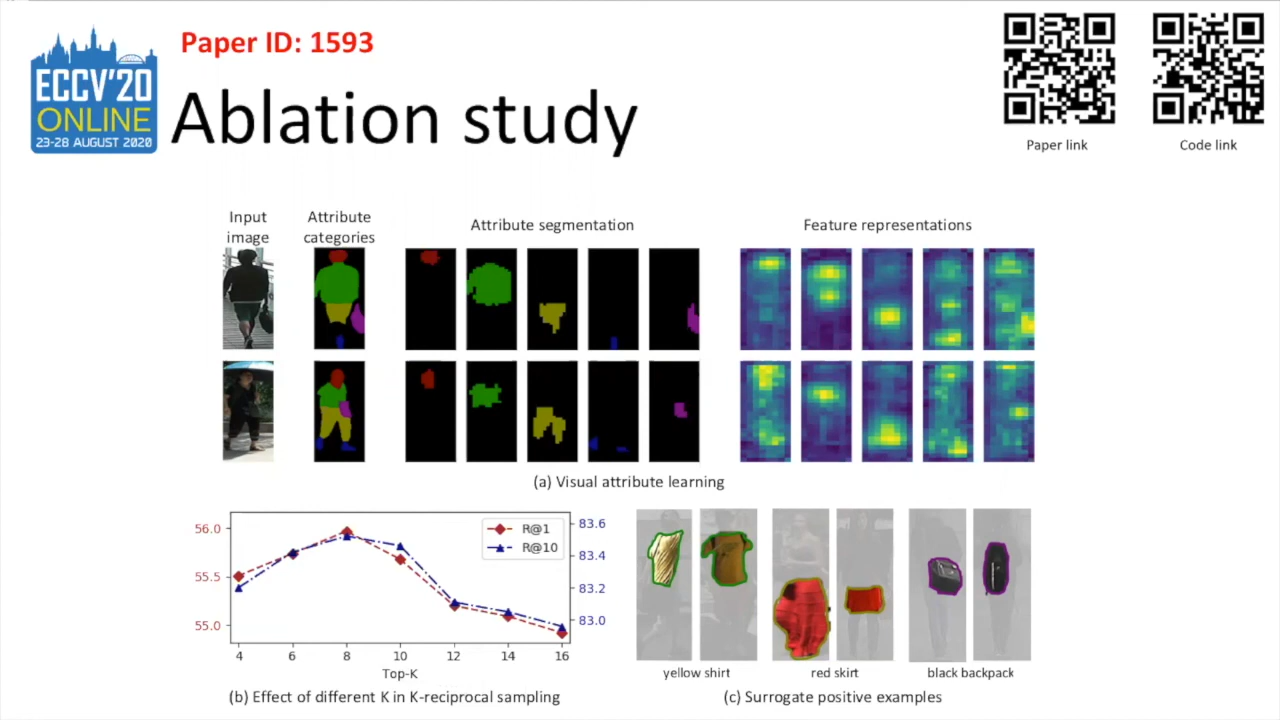 Paper ID: 1593
ECCV'20
ONLINE
23-28 AUGUST 2020
Ablation study
Paper link
Code link
Input
image
Attribute
categories
Attribute segmentation
Feature representations
(a) Visual attribute learning
56.0
55.5
55.0
R@1
R@10
83.6
83.4
83.2
83.0
4 6 8 10 12 14 16
Top-K
(b) Effect of different K in K-reciprocal sampling
yellow shirt
red skirt
black backpack
(c) Surrogate positive examples